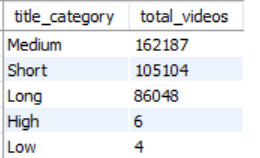 title_category total_videos
Medium 162187
Short 105104
Long 86048
High 6
Low 4